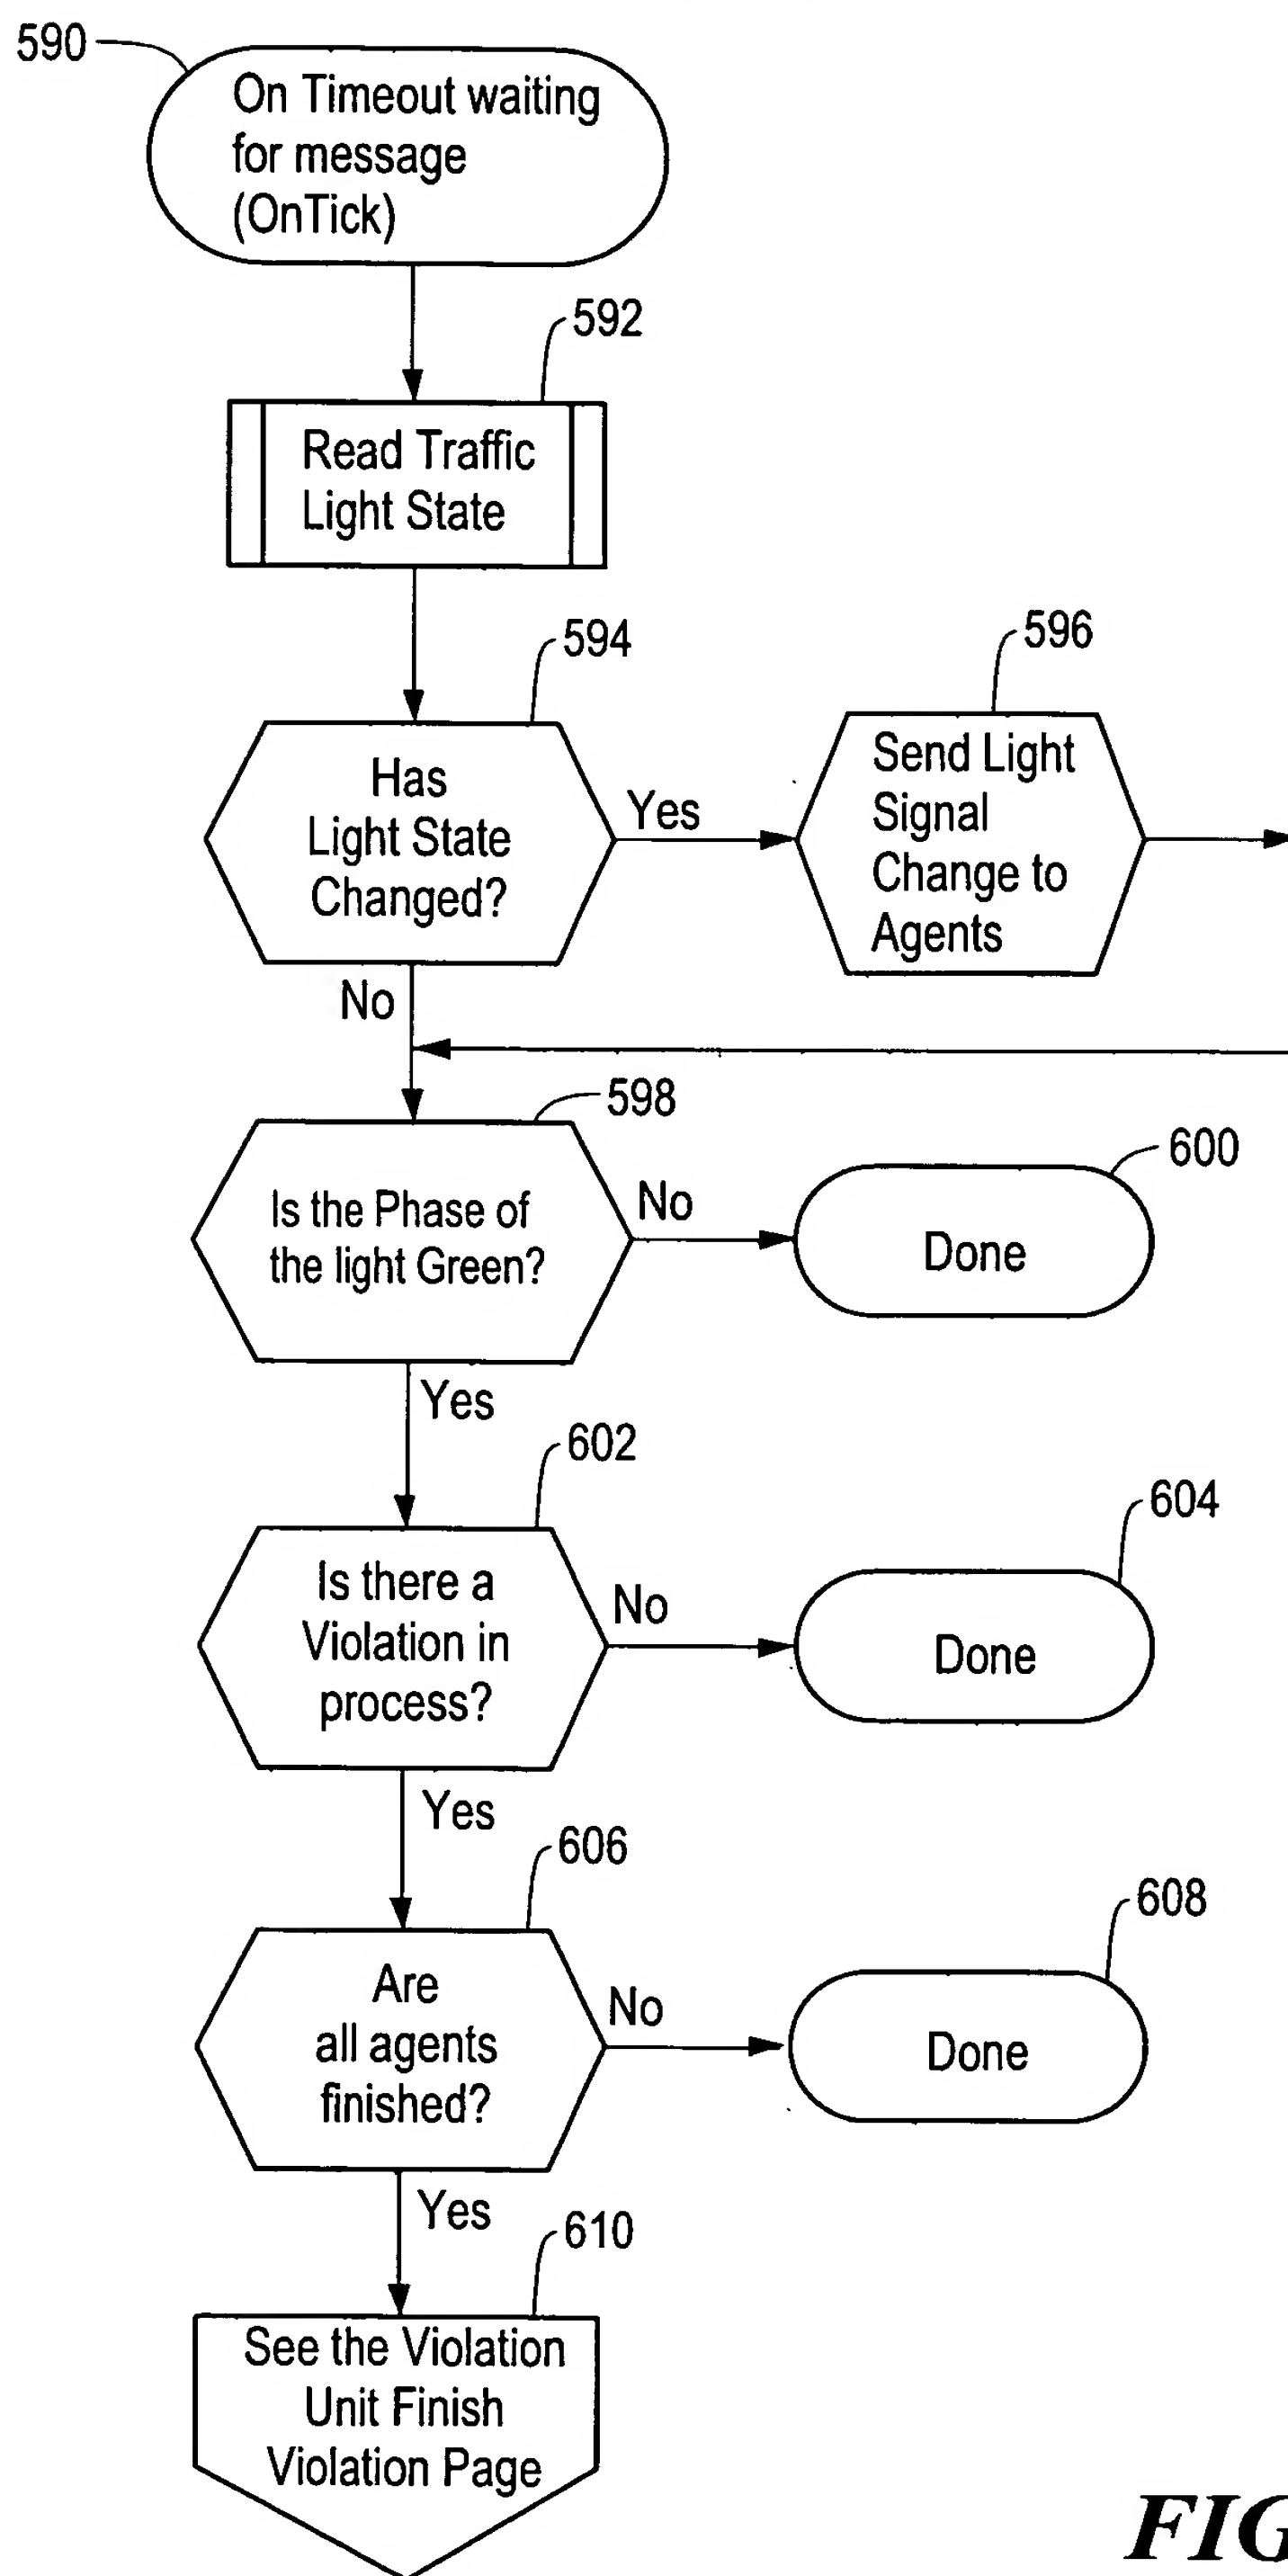 590
On Timeout waiting
for message
(OnTick)
592
Read Traffic
Light State
594
Has
Light State
Changed?
Yes
596
Send Light
Signal
Change to
Agents
No
598
Is the Phase of
the light Green?
No
600
Done
Yes
602
Is there a
Violation in
process?
No
604
Done
Yes
606
Are
all agents
finished?
No
608
Done
Yes
610
See the Violation
Unit Finish
Violation Page
FIG